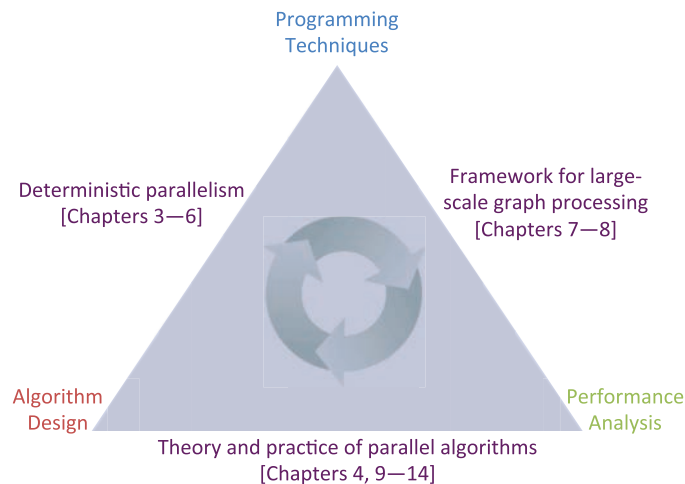 Programming
Techniques
Deterministic parallelism
[Chapters 3—6]
Framework for large-
scale graph processing
[Chapters 7—8]
Algorithm
Design
Performance
Analysis
Theory and practice of parallel algorithms
[Chapters 4, 9—14]